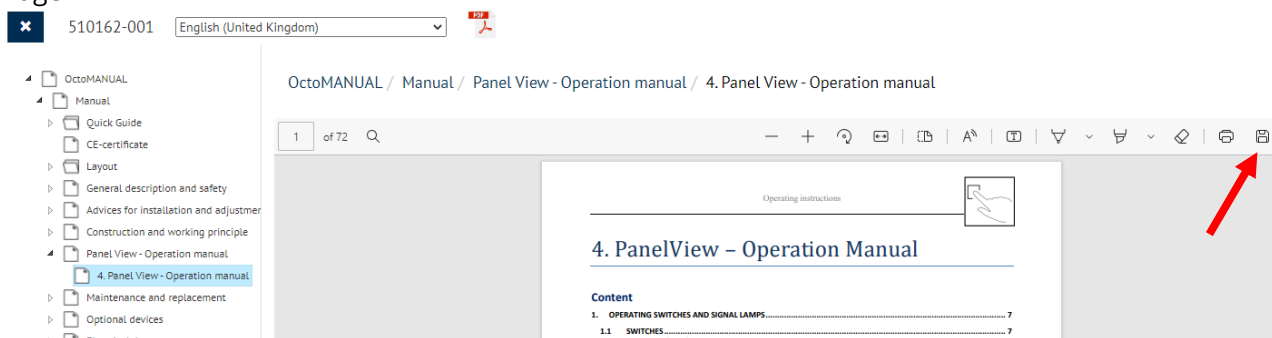 510162-001 English (United Kingdom) PDF
OctoMANUAL
Manual
Quick Guide
CE-certificate
Layout
General description and safety
Advices for installation and adjustmer
Construction and working principle
Panel View - Operation manual
4. Panel View - Operation manual
Maintenance and replacement
Optional devices
OctoMANUAL / Manual / Panel View - Operation manual / 4. Panel View - Operation manual
1 of 72
Operating instructions
4. PanelView – Operation Manual
Content
1. OPERATING SWITCHES AND SIGNAL LAMPS 7
1.1 SWITCHES 7